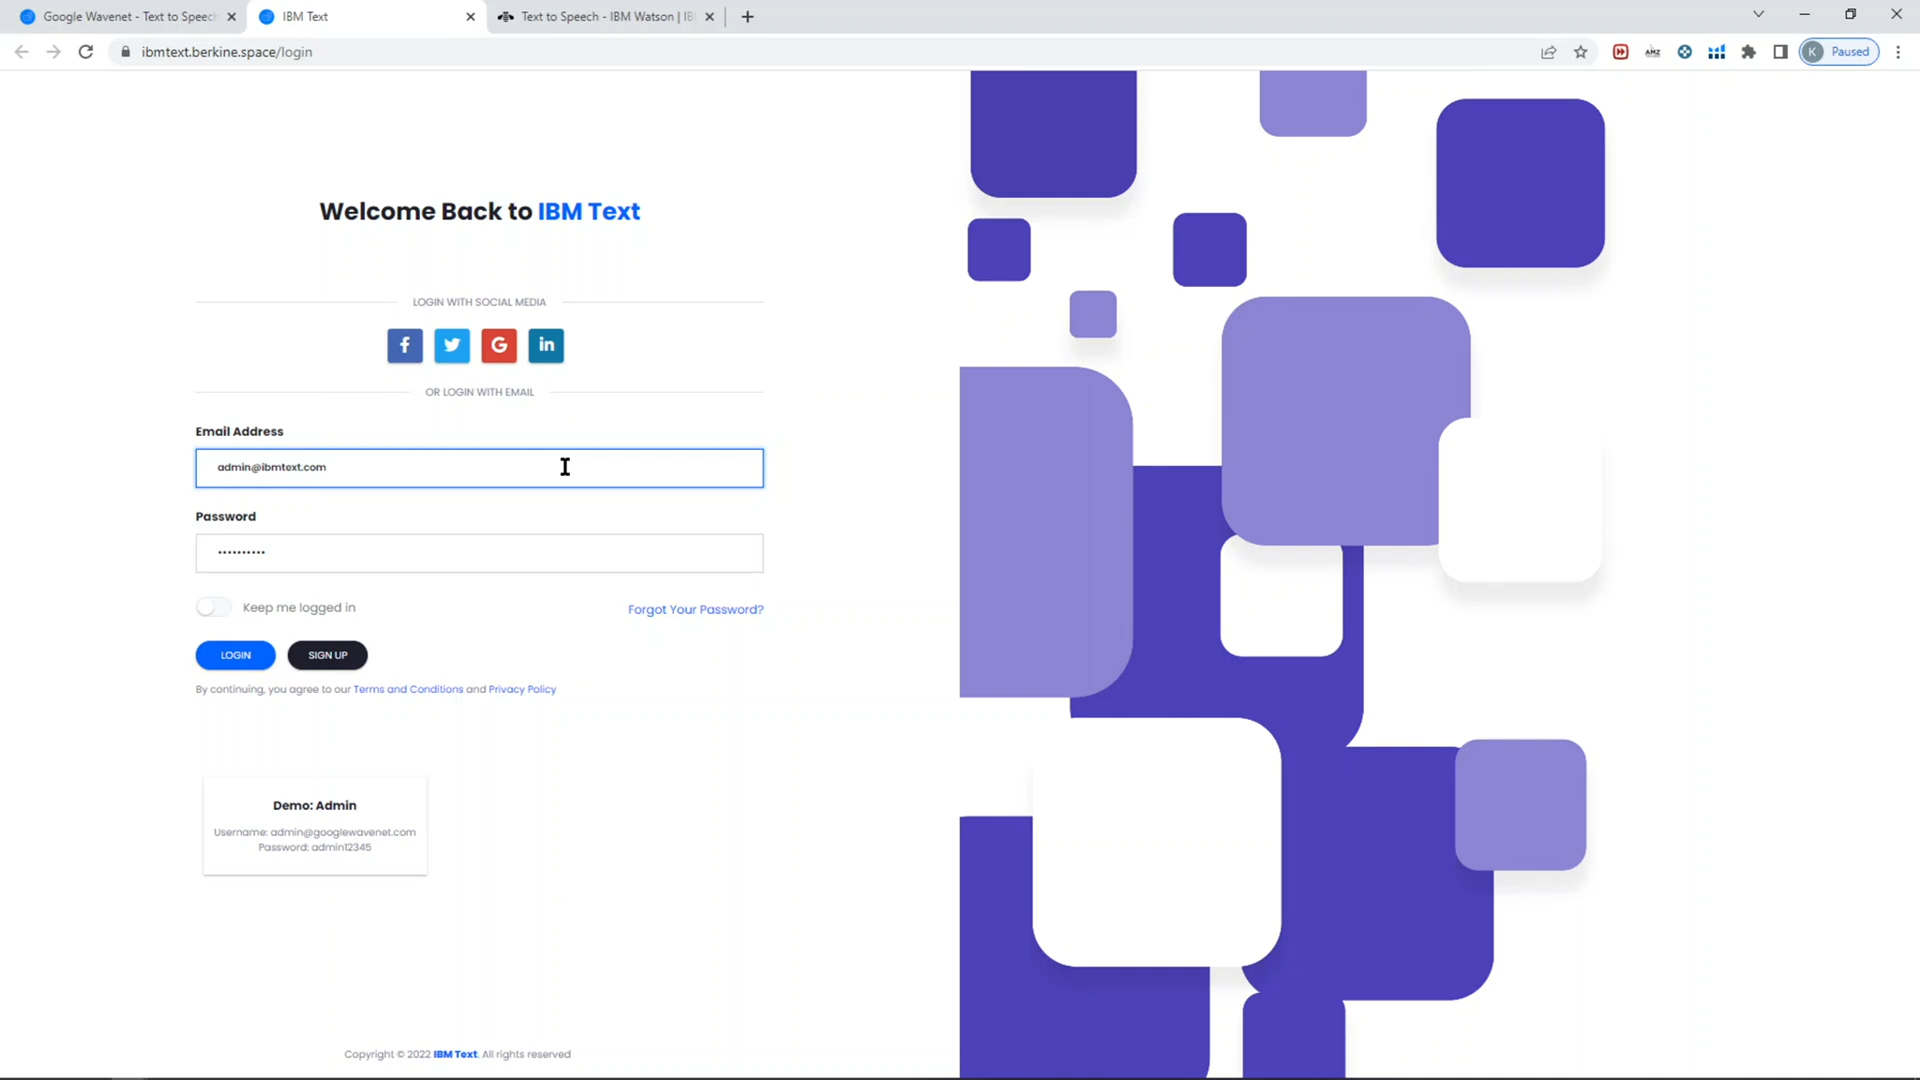 Google Wavenet - Text to Speech
IBM Text
Text to Speech - IBM Watson | IB
ibmtext.berkine.space/login
AMZ
K Paused
Welcome Back to IBM Text
LOGIN WITH SOCIAL MEDIA
f G in
OR LOGIN WITH EMAIL
Email Address
admin@ibmtext.com
Password
••••••••••
Keep me logged in
Forgot Your Password?
LOGIN SIGN UP
By continuing, you agree to our Terms and Conditions and Privacy Policy
Demo: Admin
Username: admin@googlewavenet.com
Password: admin12345
Copyright © 2022 IBM Text. All rights reserved